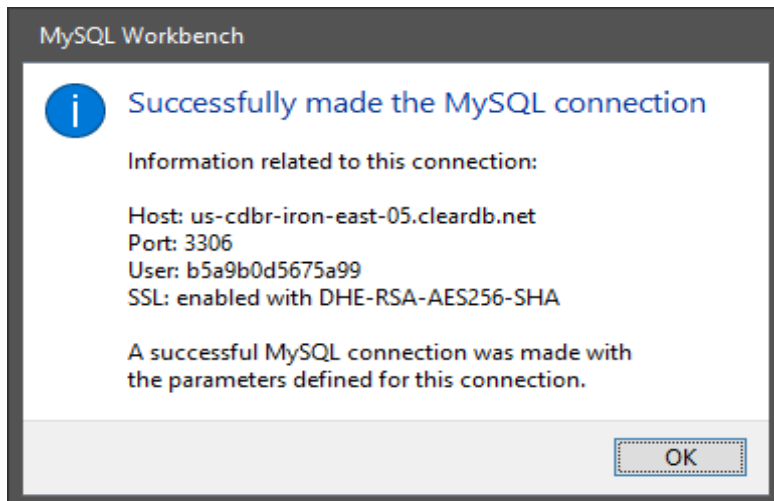 MySQL Workbench
Successfully made the MySQL connection
Information related to this connection:
Host: us-cdbr-iron-east-05.cleardb.net
Port: 3306
User: b5a9b0d5675a99
SSL: enabled with DHE-RSA-AES256-SHA
A successful MySQL connection was made with
the parameters defined for this connection.
OK